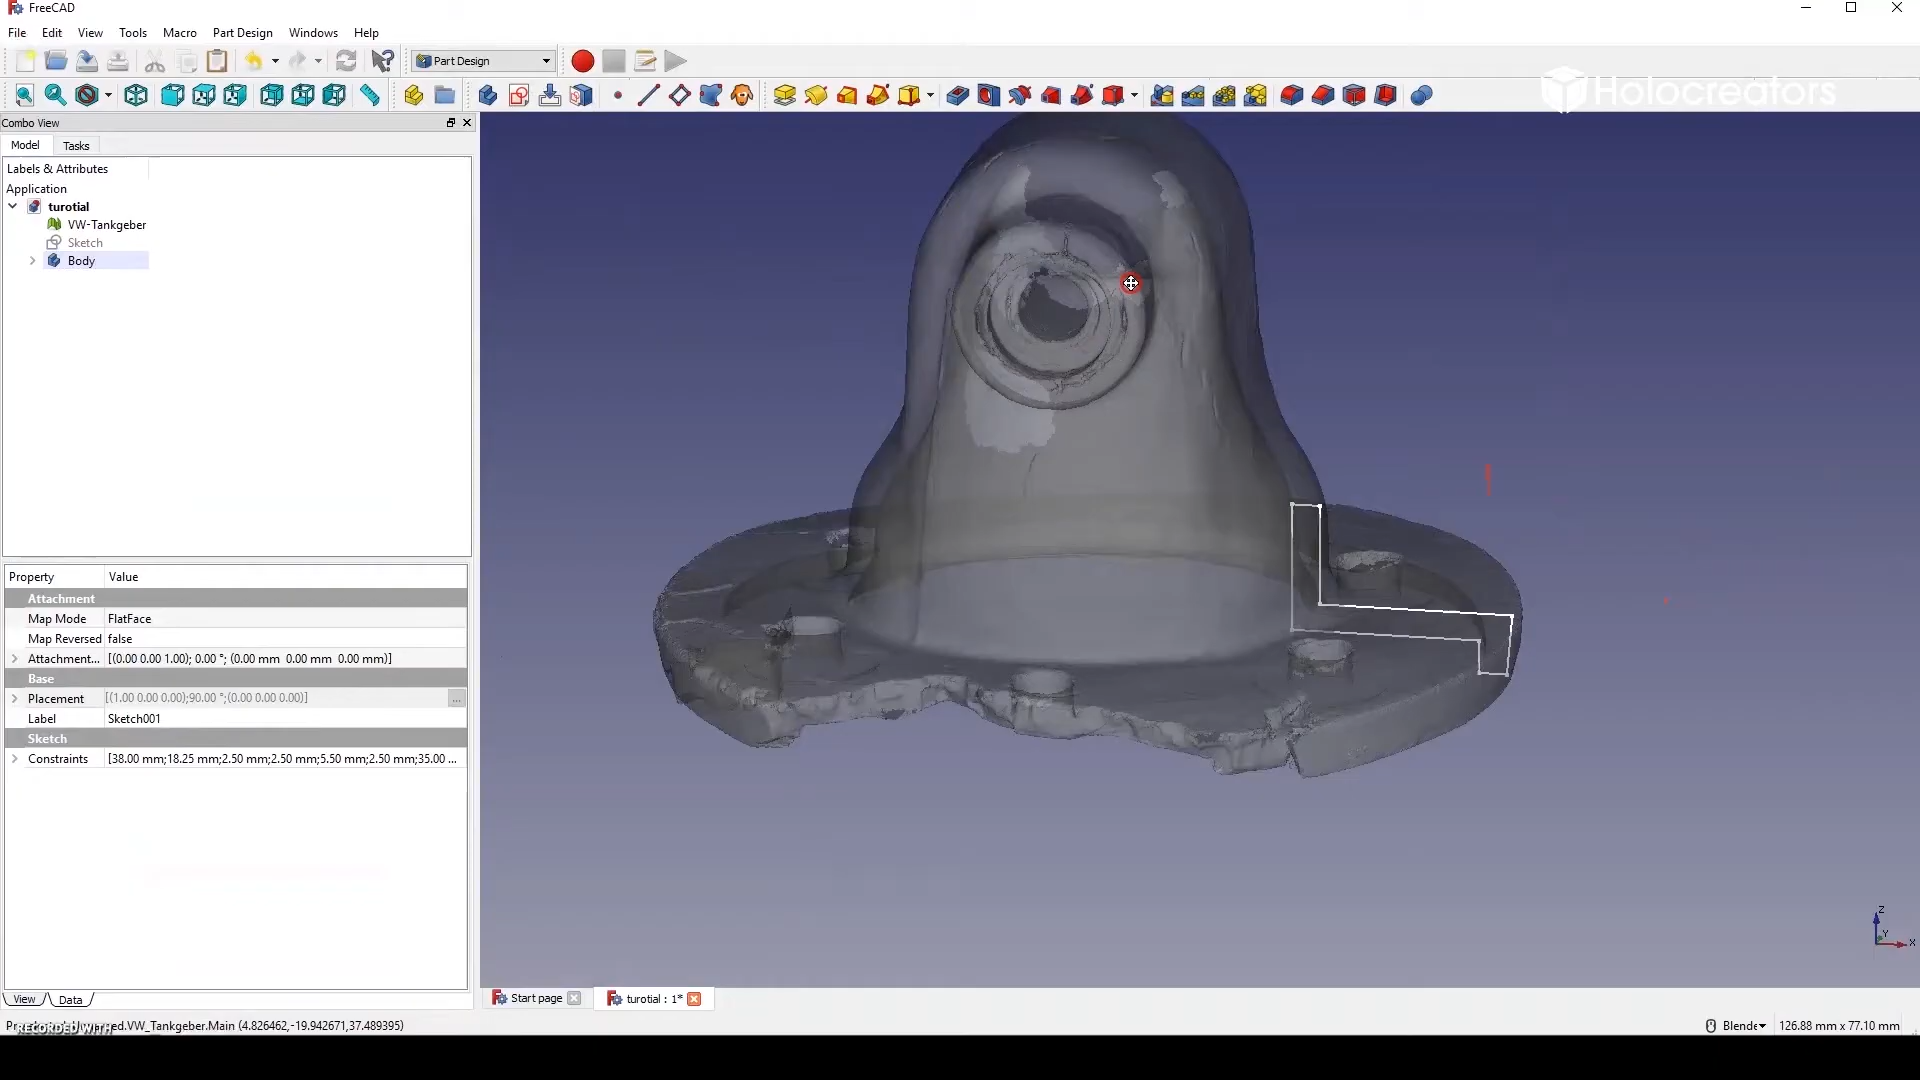 FreeCAD
File Edit View Tools Macro Part Design Windows Help
Part Design
Holocreators
Combo View
Model Tasks
Labels & Attributes
Application
turotial
VW-Tankgeber
Sketch
Body
Property Value
Attachment
Map Mode FlatFace
Map Reversed false
Attachment... [(0.00 0.00 1.00); 0.00 °; (0.00 mm 0.00 mm 0.00 mm)]
Base
Placement [(1.00 0.00 0.00);90.00 °;(0.00 0.00 0.00)] ...
Label Sketch001
Sketch
Constraints [38.00 mm;18.25 mm;2.50 mm;2.50 mm;5.50 mm;2.50 mm;35.00 ...
Z
Y
X
View Data
Start page turotial : 1*
RECORDED WITH
.VW_Tankgeber.Main (4.826462,-19.942671,37.489395)
Blende 126.88 mm x 77.10 mm